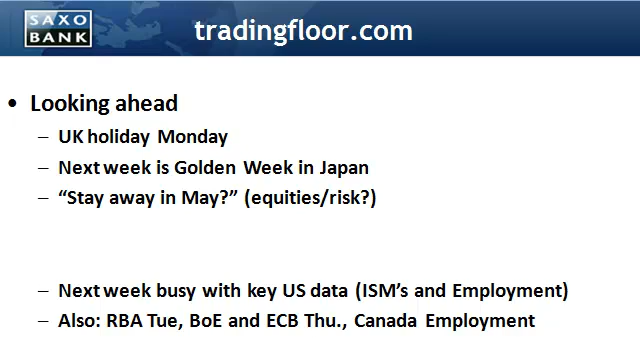 SAXO
BANK
tradingfloor.com
• Looking ahead
– UK holiday Monday
– Next week is Golden Week in Japan
– “Stay away in May?” (equities/risk?)
– Next week busy with key US data (ISM’s and Employment)
– Also: RBA Tue, BoE and ECB Thu., Canada Employment